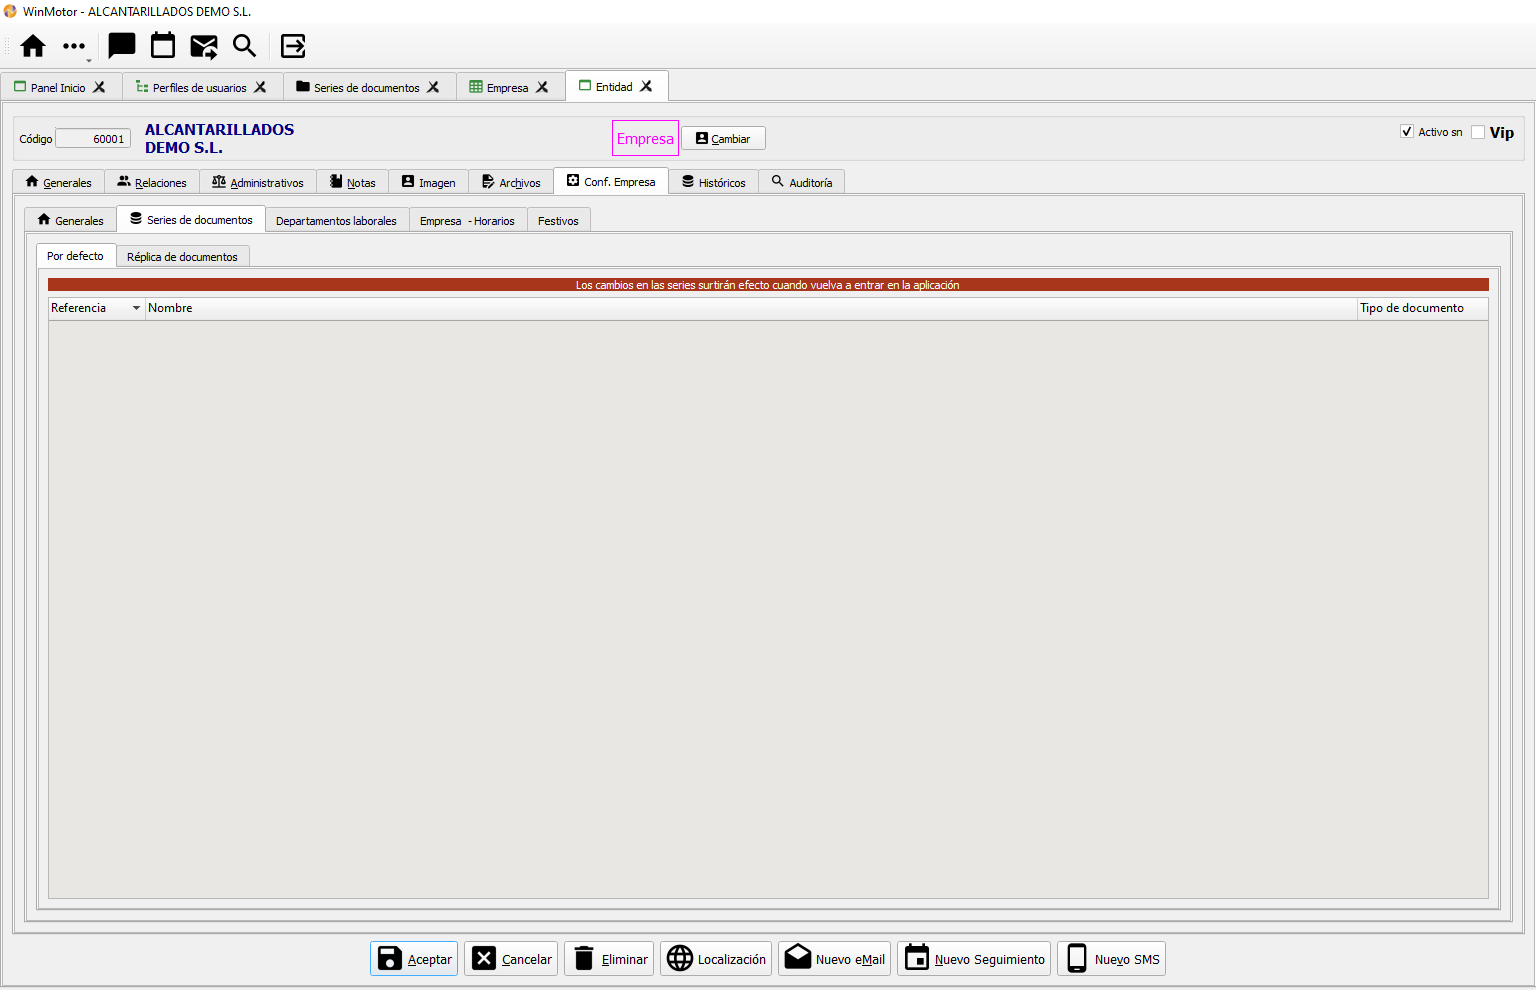 WinMotor - ALCANTARILLADOS DEMO S.L.
Panel Inicio
Perfiles de usuarios
Series de documentos
Empresa
Entidad
Código 60001
ALCANTARILLADOS
DEMO S.L.
Empresa
Cambiar
Activo sn
Vip
Generales
Relaciones
Administrativos
Notas
Imagen
Archivos
Conf. Empresa
Históricos
Auditoría
Generales
Series de documentos
Departamentos laborales
Empresa - Horarios
Festivos
Por defecto
Réplica de documentos
Los cambios en las series surtirán efecto cuando vuelva a entrar en la aplicación
Referencia
Nombre
Tipo de documento
Aceptar
Cancelar
Eliminar
Localización
Nuevo eMail
Nuevo Seguimiento
Nuevo SMS